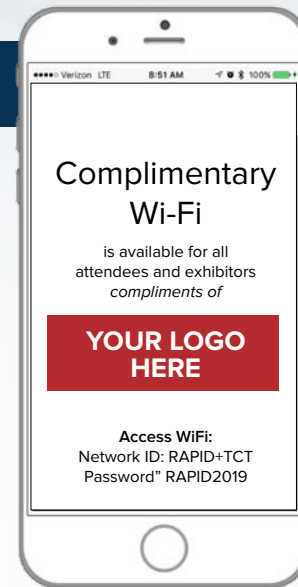 Verizon LTE 8:51 AM 100%
Complimentary
Wi-Fi
is available for all
attendees and exhibitors
compliments of
YOUR LOGO
HERE
Access WiFi:
Network ID: RAPID+TCT
Password” RAPID2019